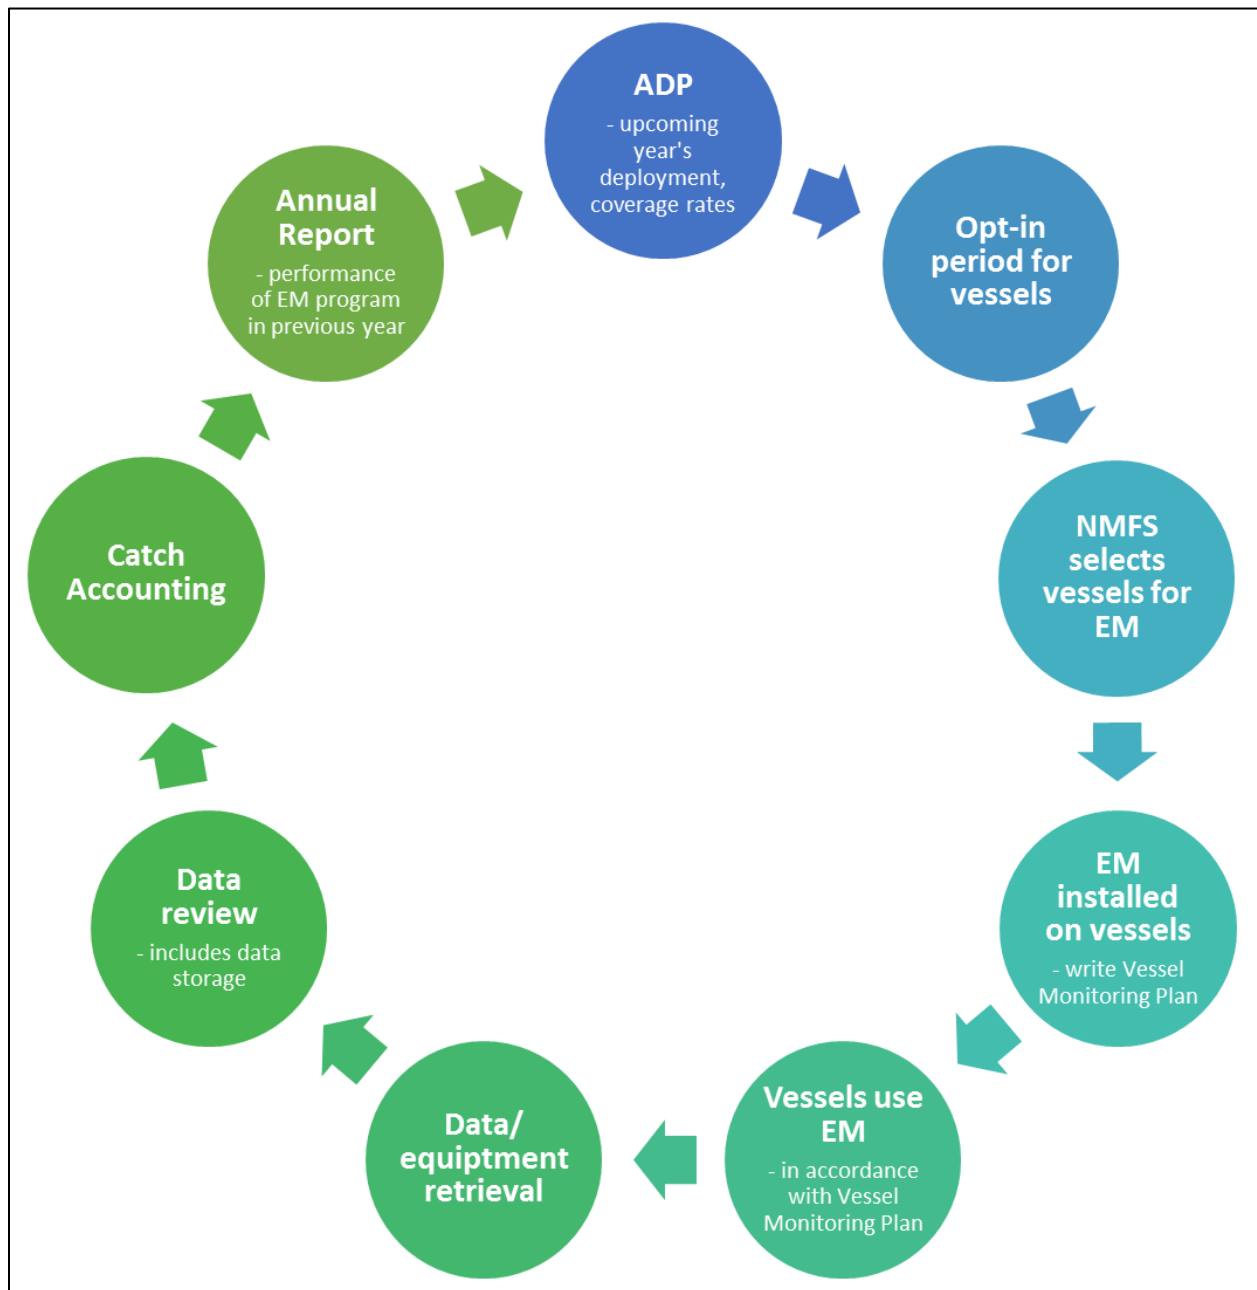 ADP
- upcoming
year's
deployment,
coverage rates
Opt-in
period for
vessels
NMFS
selects
vessels for
EM
EM
installed
on vessels
- write Vessel
Monitoring Plan
Vessels use
EM
- in accordance
with Vessel
Monitoring Plan
Data/
equiptment
retrieval
Data
review
- includes data
storage
Catch
Accounting
Annual
Report
- performance
of EM program
in previous year